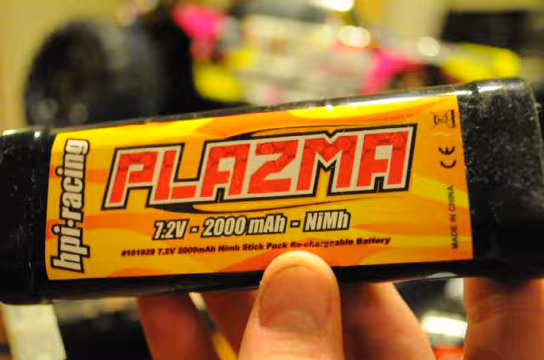 hpi-racing
PLAZMA
7.2V - 2000 mAh - NiMh
#101929 7.2V 2000mAh Nimh Stick Pack Re-chargeable Battery
CE
MADE IN CHINA